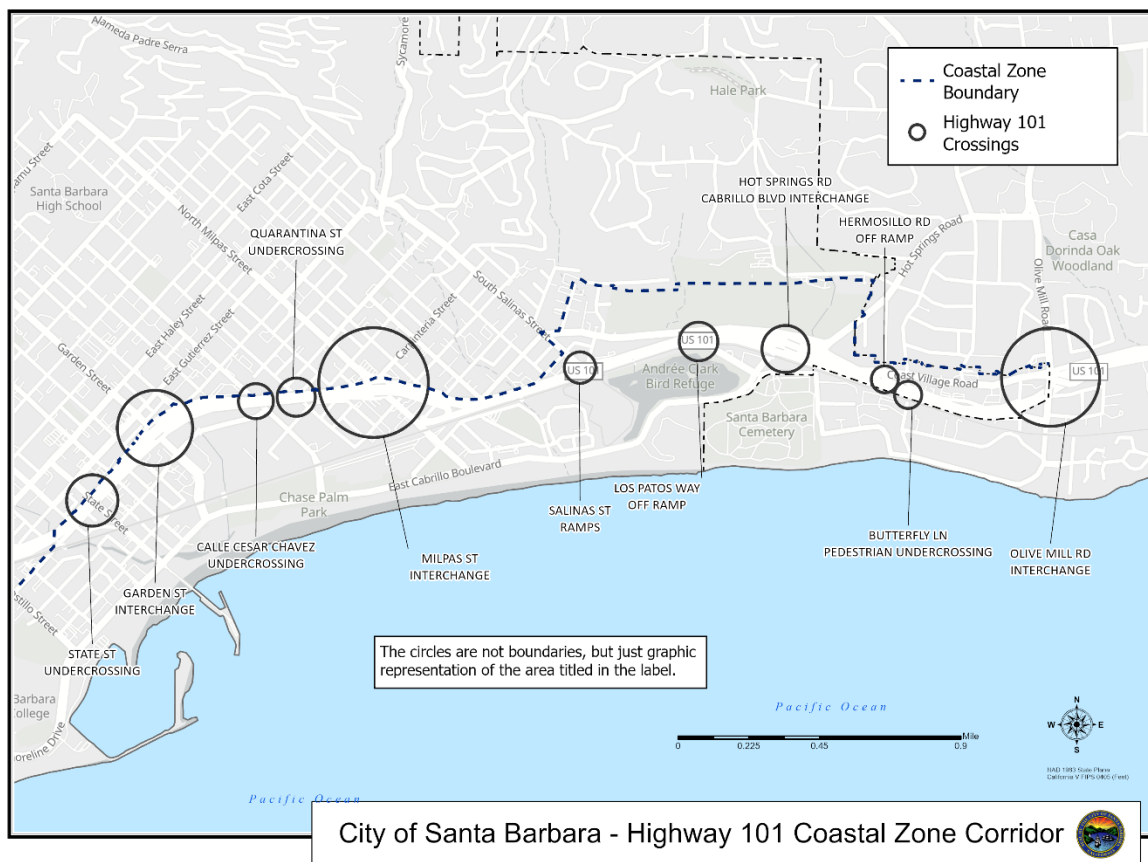 Alameda Padre Serra
Sycamore
Hale Park
Coastal Zone
Boundary
Highway 101
Crossings
Santa Barbara
High School
East Cota Street
North Milpas Street
QUARANTINA ST
UNDERCROSSING
HOT SPRINGS RD
CABRILLO BLVD INTERCHANGE
HERMOSILLO RD
OFF RAMP
Hot Springs Road
Casa
Dorinda Oak
Woodland
Olive Mill Road
South Salinas Street
East Haley Street
East Gutierrez Street
Garden Street
US 101
US 101
US 101
Andrée Clark
Bird Refuge
Coast Village Road
Santa Barbara
Cemetery
State Street
Chase Palm
Park
East Cabrillo Boulevard
CALLE CESAR CHAVEZ
UNDERCROSSING
MILPAS ST
INTERCHANGE
SALINAS ST
RAMPS
LOS PATOS WAY
OFF RAMP
BUTTERFLY LN
PEDESTRIAN UNDERCROSSING
OLIVE MILL RD
INTERCHANGE
GARDEN ST
INTERCHANGE
STATE ST
UNDERCROSSING
The circles are not boundaries, but just graphic
representation of the area titled in the label.
Barbara
Pacific Ocean
Pacific Ocean
0 0.225 0.45 0.9
Mile
N
W E
S
City of Santa Barbara - Highway 101 Coastal Zone Corridor